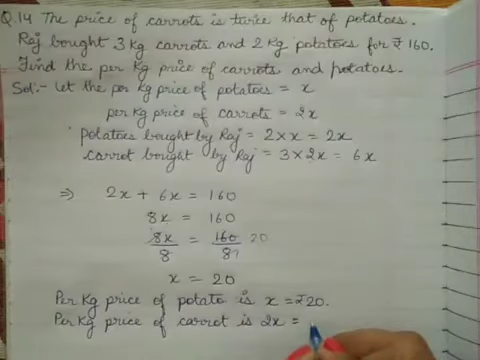 Q.14 The price of carrots is twice that of potatoes.
Raj bought 3 kg carrots and 2 kg potatoes for ₹ 160.
Find the per kg price of carrots and potatoes.
Sol:- Let the per kg price of potatoes = x
per kg price of carrots = 2x
Potatoes bought by Raj = 2 × x = 2x
Carrot bought by Raj = 3 × 2x = 6x
⇒ 2x + 6x = 160
8x = 160
8x/8 = 160/8 20
x = 20
Per kg price of potato is x = ₹20.
Per kg price of carrot is 2x =